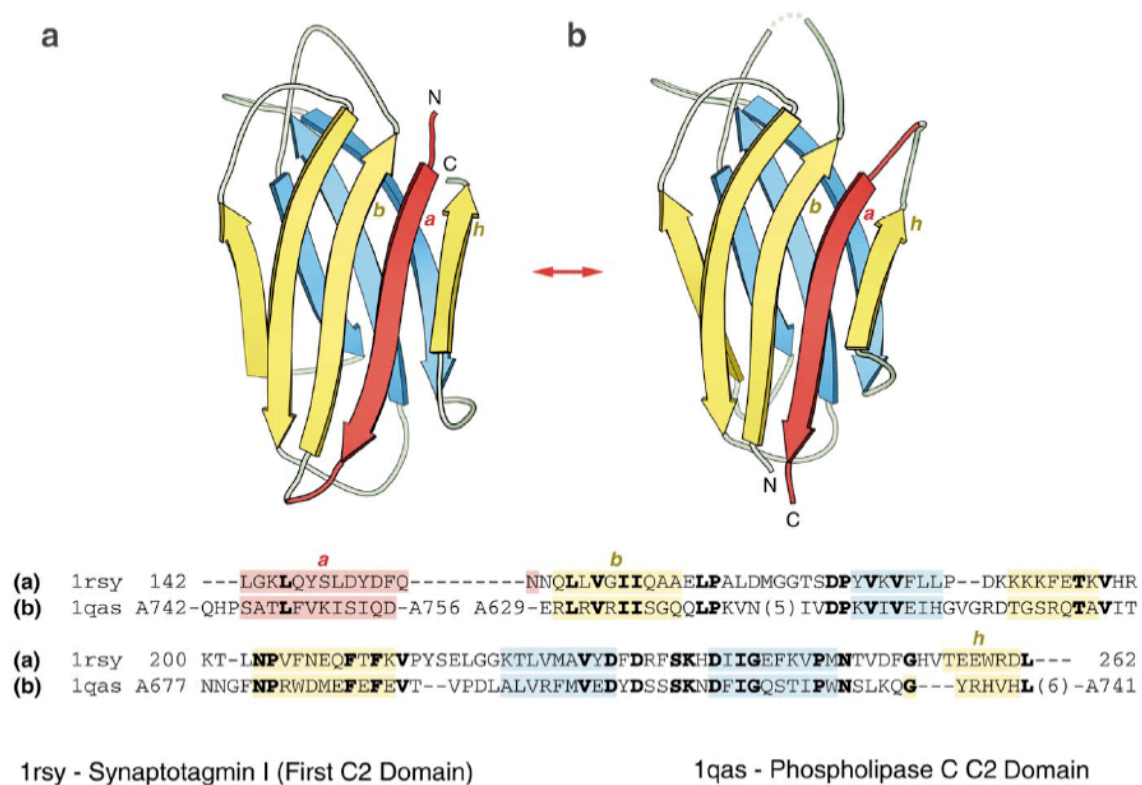 a
b
N
C
b
a
h
b
a
h
N
C
a
b
(a) 1rsy 142 ---LGKLQYSLDYDFQ---------NNQLLVGIIQAAELPALDMGGTSDPYVKVFLLP--DKKKKFETKVHR
(b) 1qas A742-QHPSATLFVKISIQD-A756 A629-ERLRVRIISGQQLPKVN(5)IVDPKVIVEIHGVGRDTGSRQTAVIT
h
(a) 1rsy 200 KT-LNPVFNEQFTFKVPYSELGGKTLVMAVYDFDRFSKHDIIGEFKVPMNTVDFGHVTEEWRDL--- 262
(b) 1qas A677 NNGFNPRWDMEFEFEVT--VPDLALVRFMVEDYDSSSKNDFIGQSTIPWNSLKQG---YRHVHL(6)-A741
1rsy - Synaptotagmin I (First C2 Domain)
1qas - Phospholipase C C2 Domain